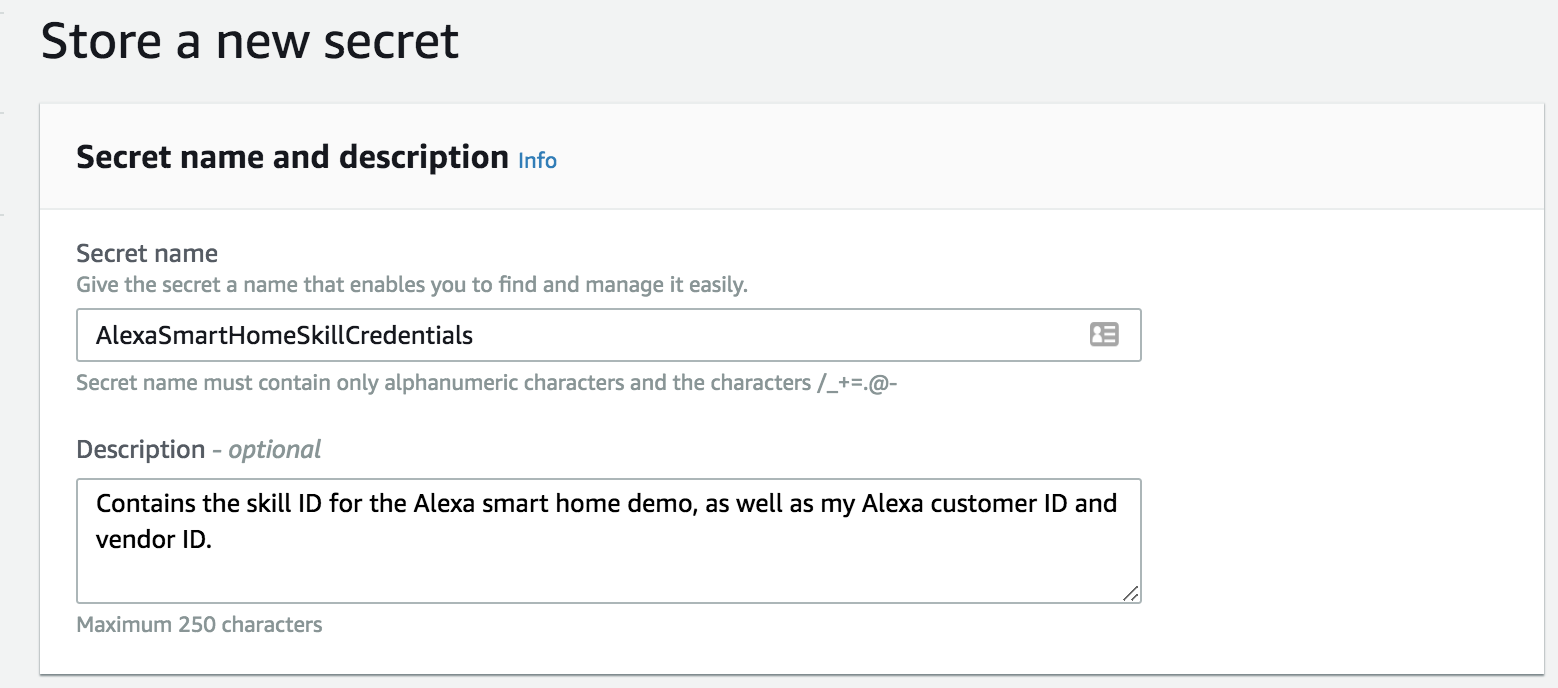 Store a new secret
Secret name and description Info
Secret name
Give the secret a name that enables you to find and manage it easily.
AlexaSmartHomeSkillCredentials
Secret name must contain only alphanumeric characters and the characters /_+=.@-
Description - optional
Contains the skill ID for the Alexa smart home demo, as well as my Alexa customer ID and
vendor ID.
Maximum 250 characters